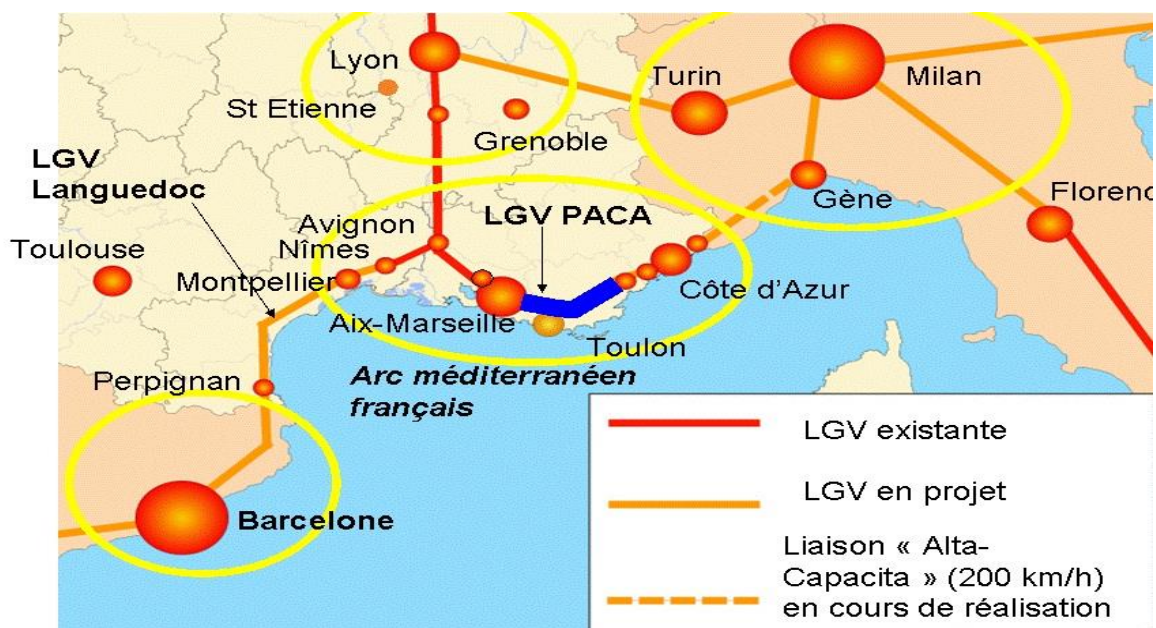 Lyon
Turin
Milan
St Etienne
Grenoble
LGV
Languedoc
Gène
Florenc
Avignon
LGV PACA
Toulouse
Nîmes
Montpellier
Côte d'Azur
Aix-Marseille
Toulon
Perpignan
Arc méditerranéen
français
Barcelone
LGV existante
LGV en projet
Liaison « Alta-
Capacita » (200 km/h)
en cours de réalisation